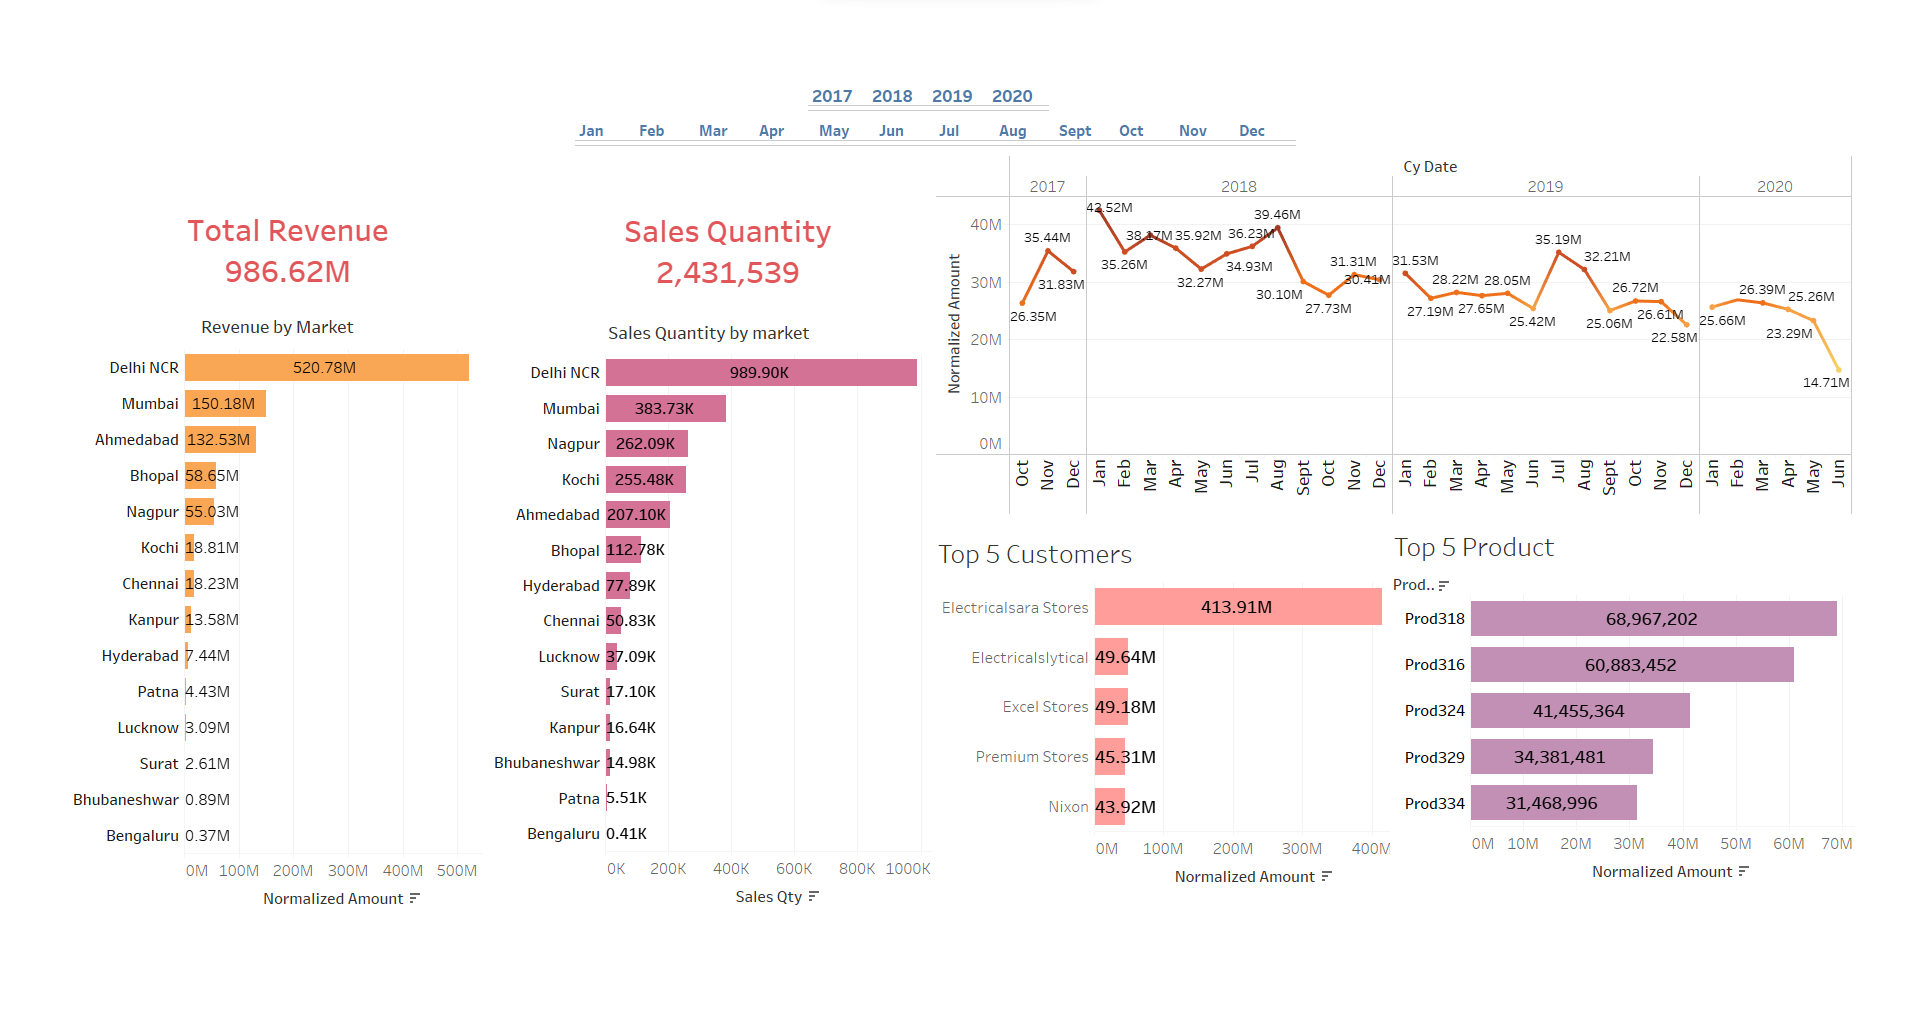 2017 2018 2019 2020
Jan Feb Mar Apr May Jun Jul Aug Sept Oct Nov Dec
Total Revenue
986.62M
Revenue by Market
Delhi NCR 520.78M
Mumbai 150.18M
Ahmedabad 132.53M
Bhopal 58.65M
Nagpur 55.03M
Kochi 18.81M
Chennai 18.23M
Kanpur 13.58M
Hyderabad 7.44M
Patna 4.43M
Lucknow 3.09M
Surat 2.61M
Bhubaneshwar 0.89M
Bengaluru 0.37M
0M 100M 200M 300M 400M 500M
Normalized Amount
Sales Quantity
2,431,539
Sales Quantity by market
Delhi NCR 989.90K
Mumbai 383.73K
Nagpur 262.09K
Kochi 255.48K
Ahmedabad 207.10K
Bhopal 112.78K
Hyderabad 77.89K
Chennai 50.83K
Lucknow 37.09K
Surat 17.10K
Kanpur 16.64K
Bhubaneshwar 14.98K
Patna 5.51K
Bengaluru 0.41K
0K 200K 400K 600K 800K 1000K
Sales Qty
Cy Date
2017 2018 2019 2020
Normalized Amount
40M
30M
20M
10M
0M
26.35M 35.44M 31.83M
42.52M 35.26M 38.17M 35.92M 32.27M 34.93M 36.23M 39.46M 30.10M 27.73M 31.31M 30.41M
31.53M 27.19M 28.22M 27.65M 28.05M 25.42M 35.19M 32.21M 25.06M 26.72M 26.61M 22.58M
25.66M 26.39M 25.26M 23.29M 14.71M
Oct Nov Dec Jan Feb Mar Apr May Jun Jul Aug Sept Oct Nov Dec Jan Feb Mar Apr May Jun Jul Aug Sept Oct Nov Dec Jan Feb Mar Apr May Jun
Top 5 Customers
Electricalsara Stores 413.91M
Electricalslytical 49.64M
Excel Stores 49.18M
Premium Stores 45.31M
Nixon 43.92M
0M 100M 200M 300M 400M
Normalized Amount
Top 5 Product
Prod..
Prod318 68,967,202
Prod316 60,883,452
Prod324 41,455,364
Prod329 34,381,481
Prod334 31,468,996
0M 10M 20M 30M 40M 50M 60M 70M
Normalized Amount